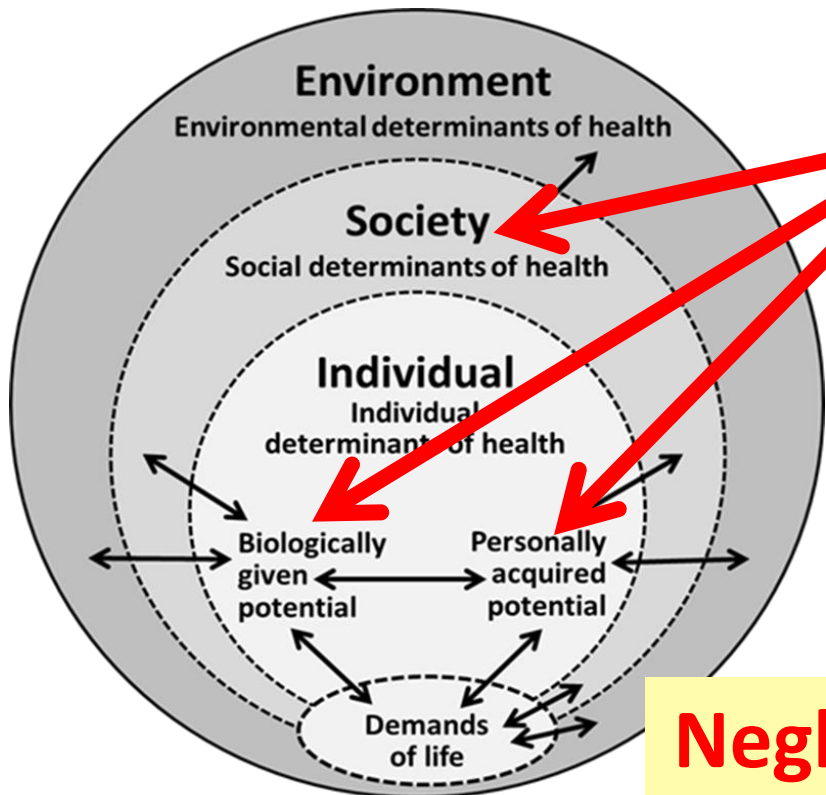 Environment
Environmental determinants of health
Society
Social determinants of health
Individual
Individual
determinants of health
Biologically
given
potential
Personally
acquired
potential
Demands
of life
Negl